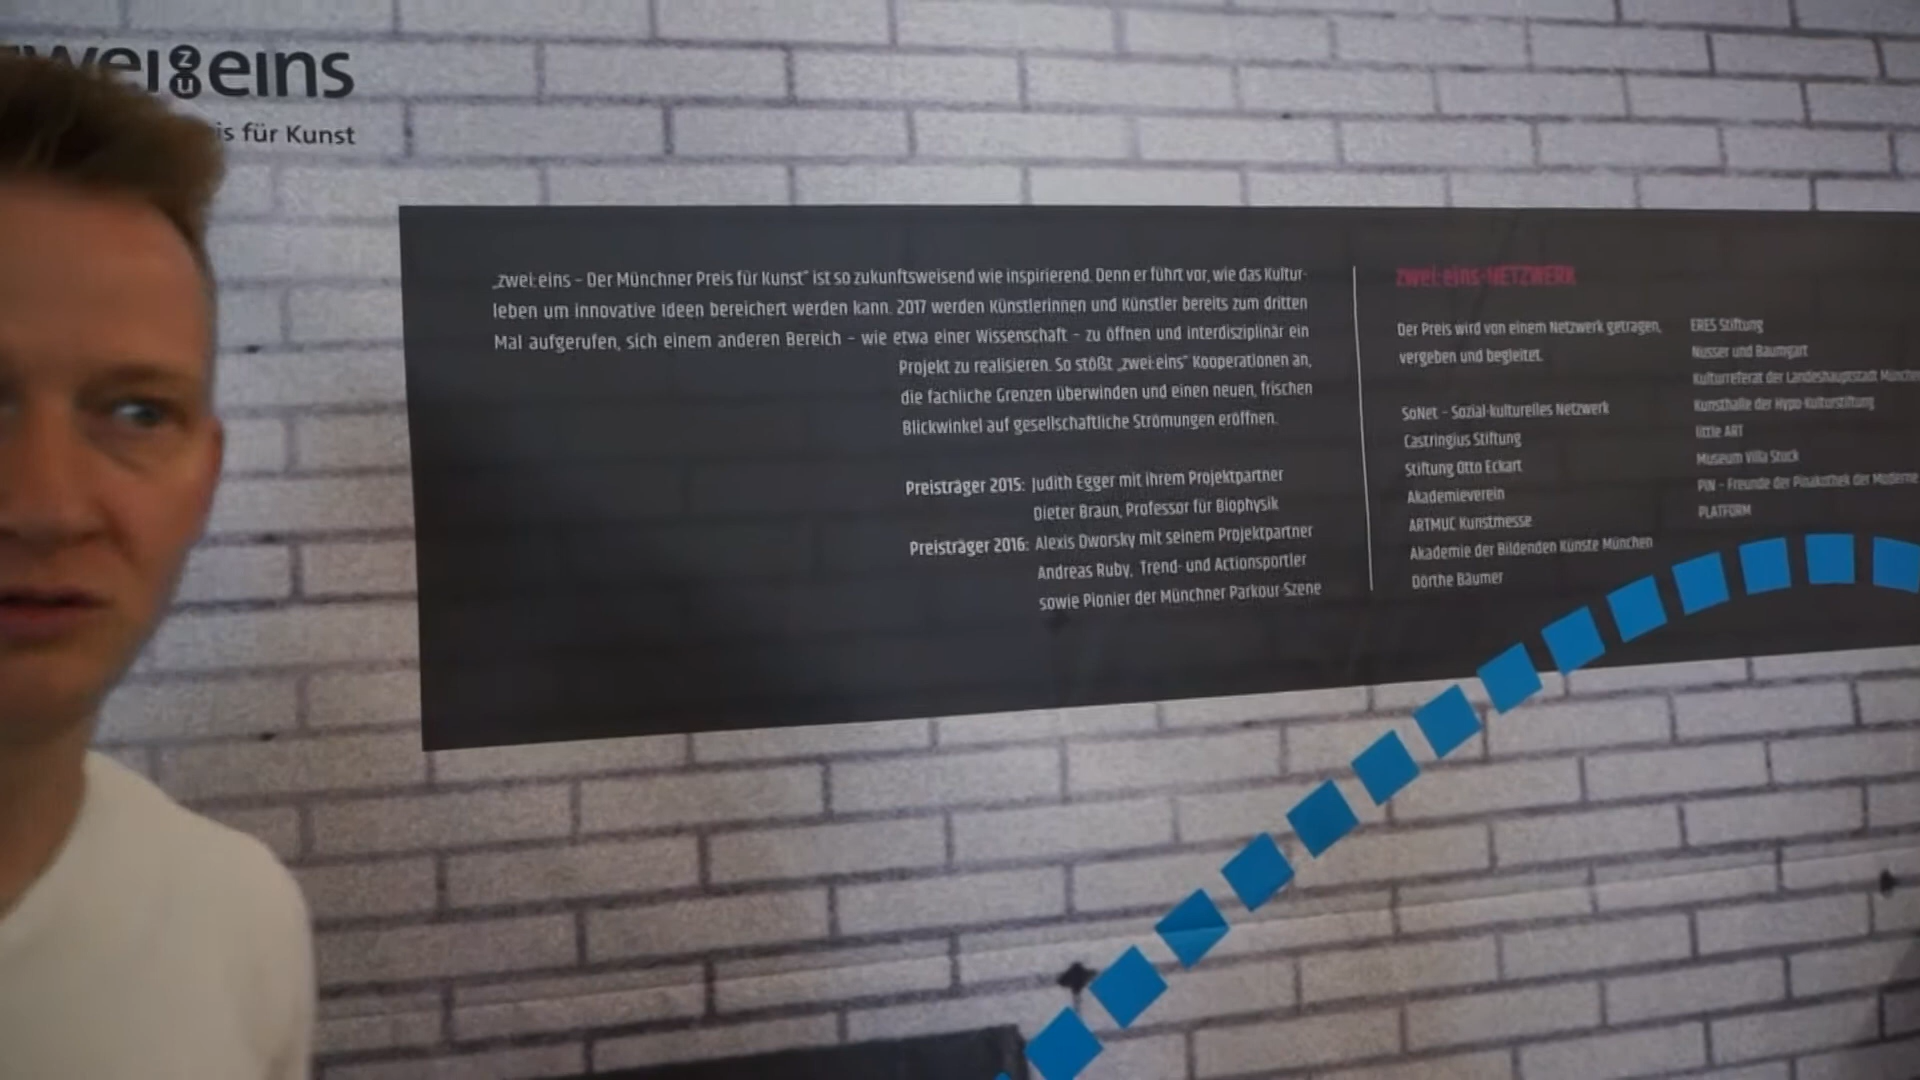 zwei zu eins
is für Kunst
„zwei:eins – Der Münchner Preis für Kunst“ ist so zukunftsweisend wie inspirierend. Denn er führt vor, wie das Kultur-
leben um innovative Ideen bereichert werden kann. 2017 werden Künstlerinnen und Künstler bereits zum dritten
Mal aufgerufen, sich einem anderen Bereich – wie etwa einer Wissenschaft – zu öffnen und interdisziplinär ein
Projekt zu realisieren. So stößt „zwei:eins“ Kooperationen an,
die fachliche Grenzen überwinden und einen neuen, frischen
Blickwinkel auf gesellschaftliche Strömungen eröffnen.
Preisträger 2015: Judith Egger mit ihrem Projektpartner
Dieter Braun, Professor für Biophysik
Preisträger 2016: Alexis Dworsky mit seinem Projektpartner
Andreas Ruby, Trend- und Actionsportler
sowie Pionier der Münchner Parkour-Szene
zwei:eins-NETZWERK
Der Preis wird von einem Netzwerk getragen,
vergeben und begleitet.
SoNet – Sozial-kulturelles Netzwerk
Castringius Stiftung
Stiftung Otto Eckart
Akademieverein
ARTMUC Kunstmesse
Akademie der Bildenden Künste München
Dörthe Bäumer
ERES Stiftung
Nusser und Baumgart
Kulturreferat der Landeshauptstadt München
Kunsthalle der Hypo-Kulturstiftung
little ART
Museum Villa Stuck
PIN – Freunde der Pinakothek der Moderne
PLATFORM